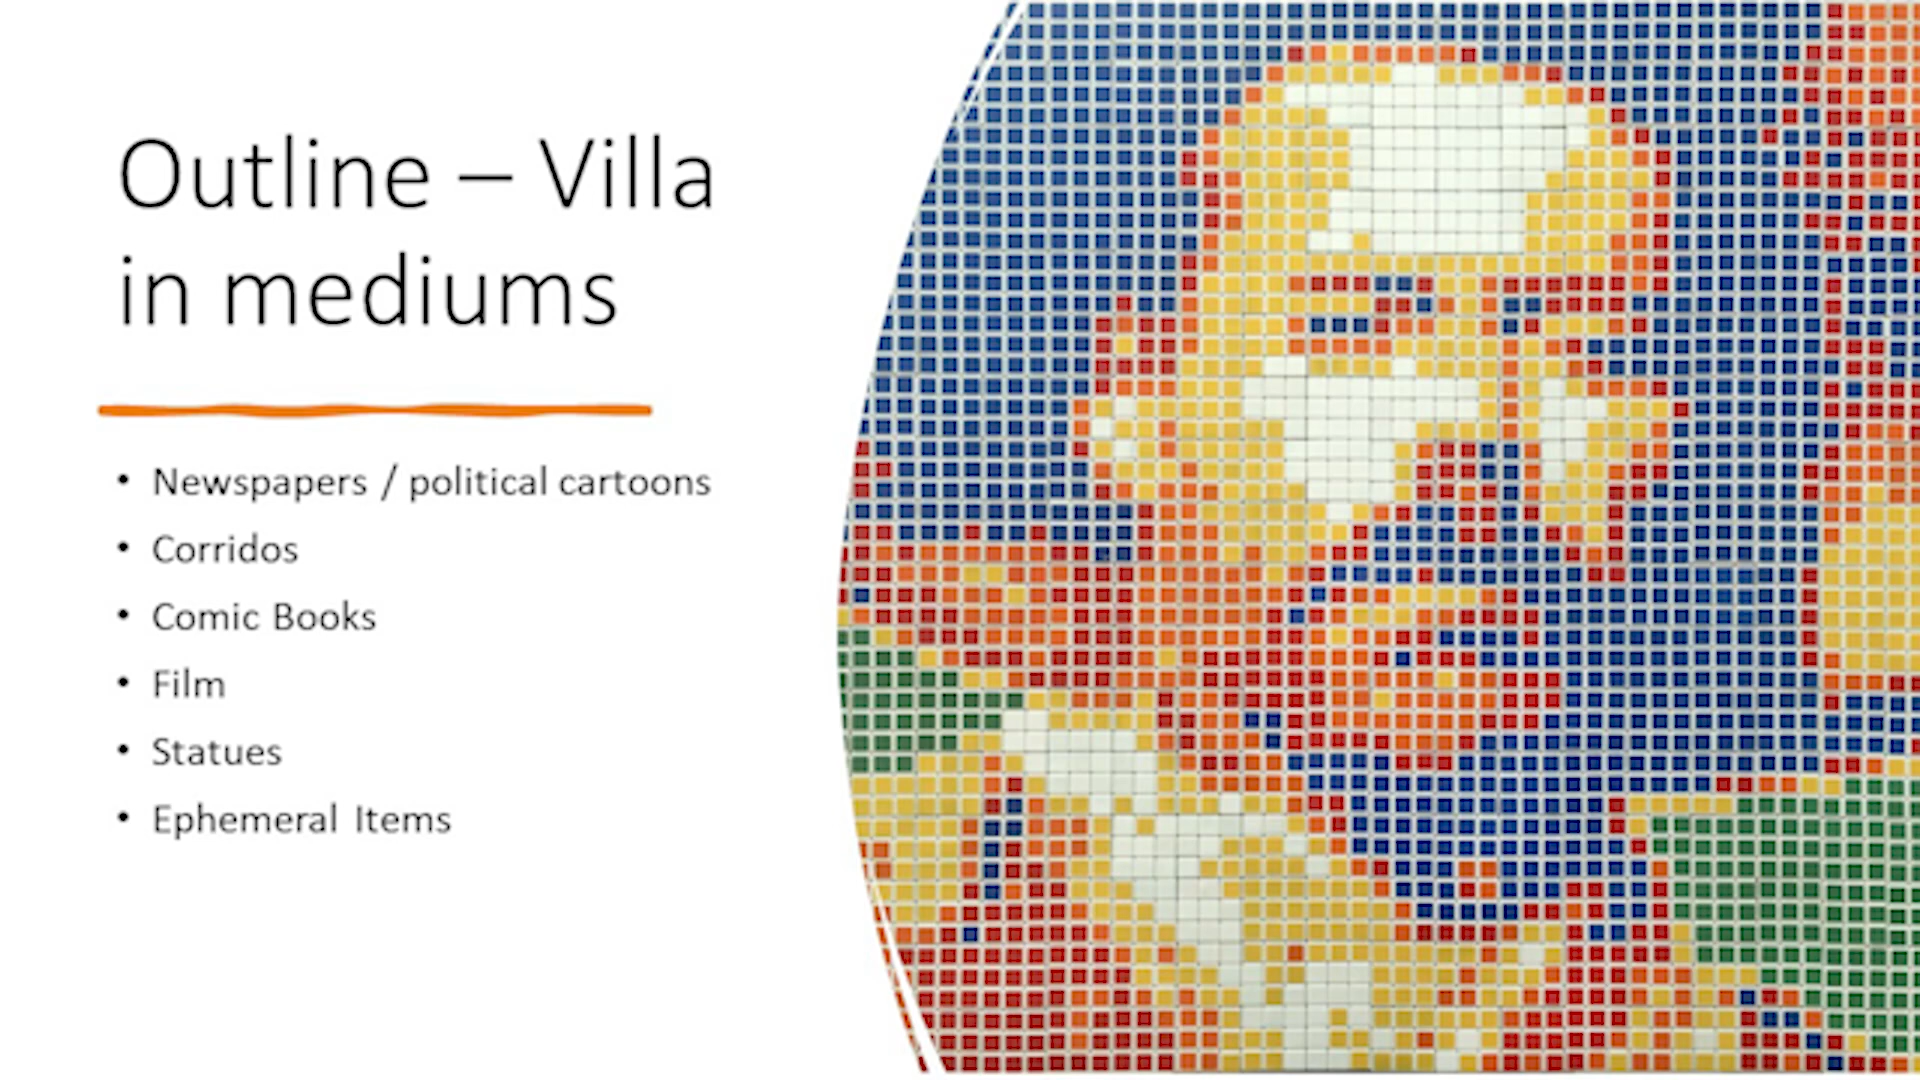 Outline – Villa
in mediums
• Newspapers / political cartoons
• Corridos
• Comic Books
• Film
• Statues
• Ephemeral Items